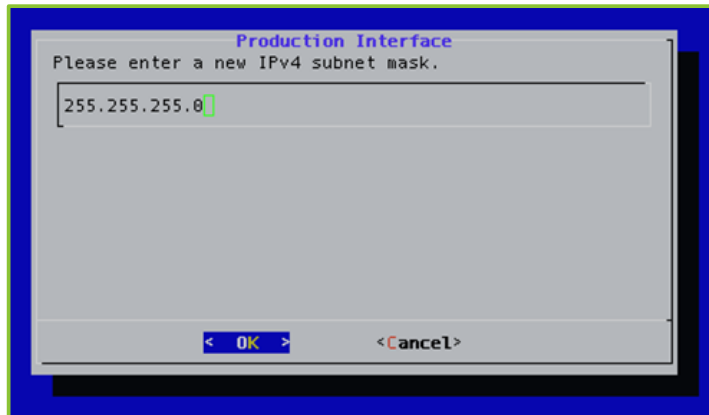 Production Interface
Please enter a new IPv4 subnet mask.
255.255.255.0
< OK > <Cancel>